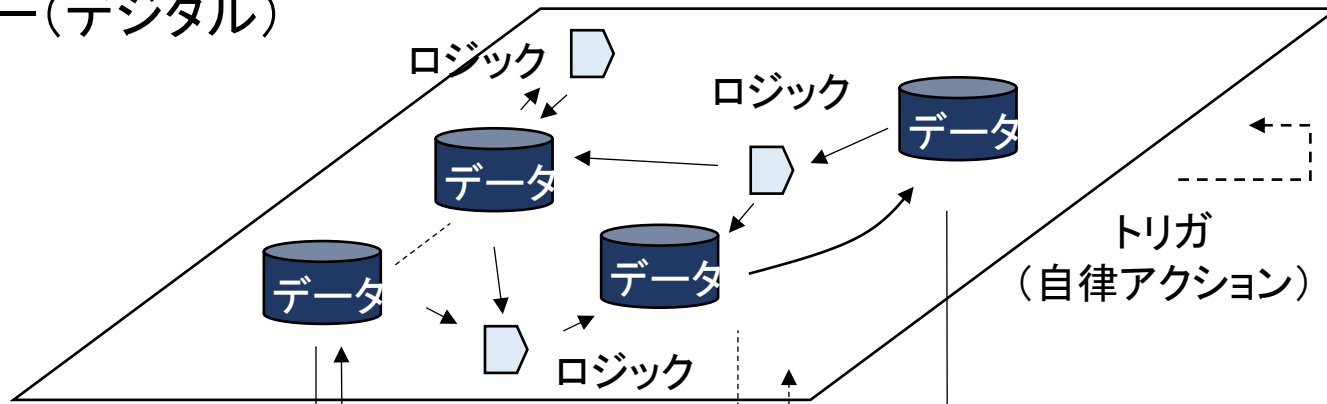 ー（デジタル）
ロジック
ロジック
データ
データ
データ
データ
トリガ
（自律アクション）
ロジック